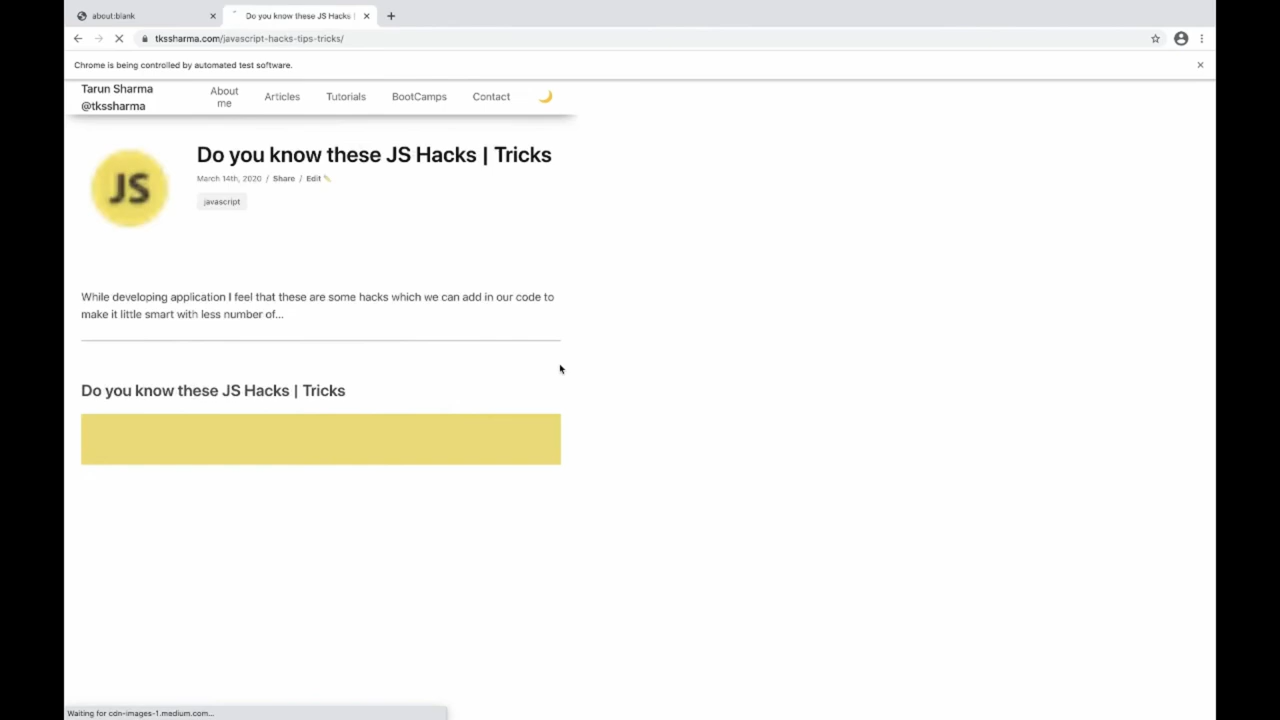 about:blank
Do you know these JS Hacks |
tkssharma.com/javascript-hacks-tips-tricks/
Chrome is being controlled by automated test software.
Tarun Sharma
@tkssharma
About
me
Articles
Tutorials
BootCamps
Contact
JS
Do you know these JS Hacks | Tricks
March 14th, 2020 / Share / Edit
javascript
While developing application I feel that these are some hacks which we can add in our code to
make it little smart with less number of...
Do you know these JS Hacks | Tricks
Waiting for cdn-images-1.medium.com...